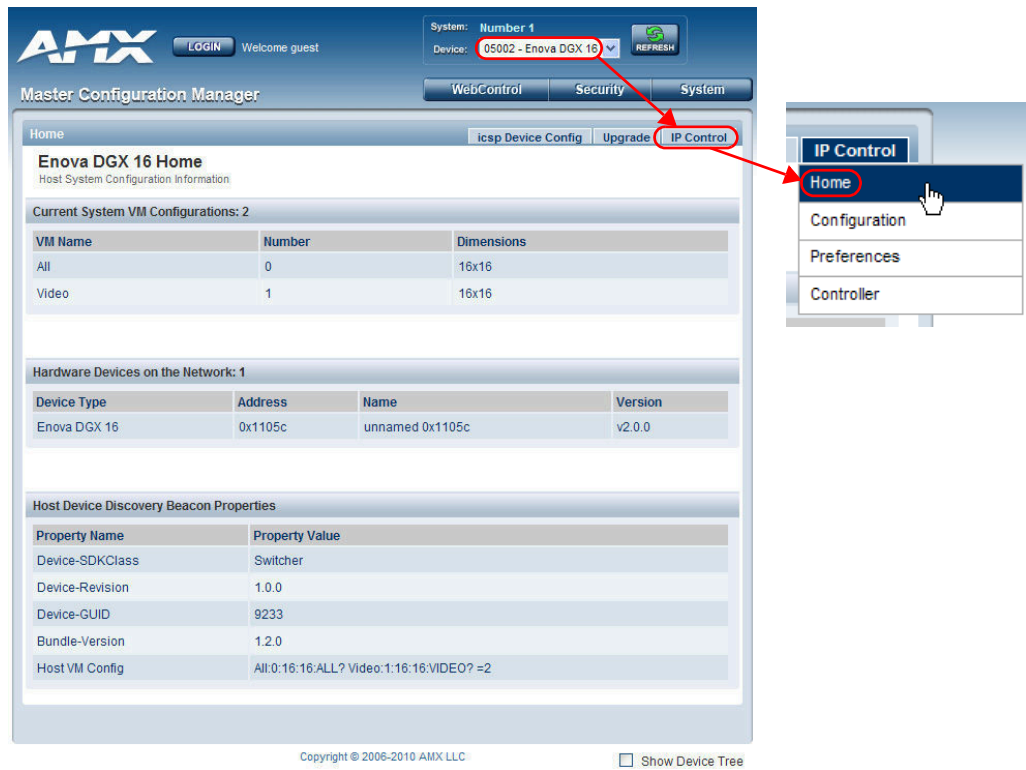 AMX LOGIN Welcome guest
System: Number 1
Device: 05002 - Enova DGX 16 REFRESH
Master Configuration Manager
WebControl Security System
Home
icsp Device Config Upgrade IP Control
Enova DGX 16 Home
Host System Configuration Information
Current System VM Configurations: 2
VM Name Number Dimensions
All 0 16x16
Video 1 16x16
Hardware Devices on the Network: 1
Device Type Address Name Version
Enova DGX 16 0x1105c unnamed 0x1105c v2.0.0
Host Device Discovery Beacon Properties
Property Name Property Value
Device-SDKClass Switcher
Device-Revision 1.0.0
Device-GUID 9233
Bundle-Version 1.2.0
Host VM Config All:0:16:16:ALL? Video:1:16:16:VIDEO? =2
Copyright © 2006-2010 AMX LLC
Show Device Tree
IP Control
Home
Configuration
Preferences
Controller